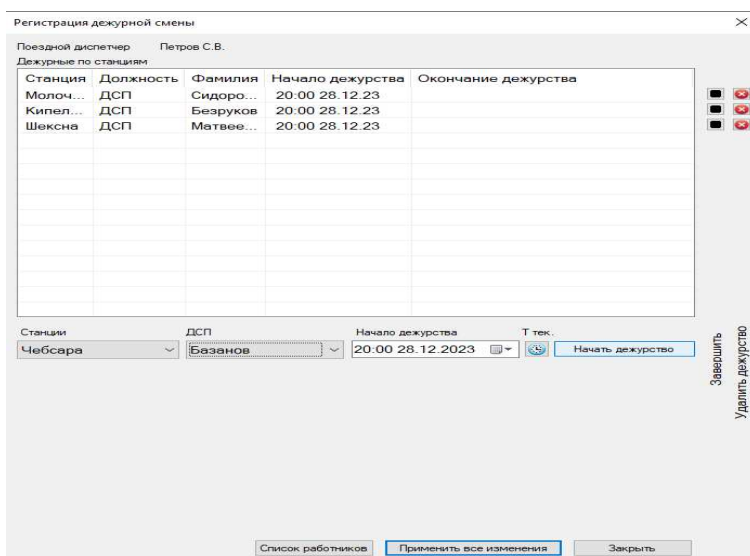 Регистрация дежурной смены
Поездной диспетчер Петров С.В.
Дежурные по станциям
Станция Должность Фамилия Начало дежурства Окончание дежурства
Молоч... ДСП Сидоро... 20:00 28.12.23
Кипел... ДСП Безруков 20:00 28.12.23
Шексна ДСП Матвее... 20:00 28.12.23
Станции ДСП Начало дежурства Т тек.
Чебсара Базанов 20:00 28.12.2023 Начать дежурство
Завершить
Удалить дежурство
Список работников Применить все изменения Закрыть